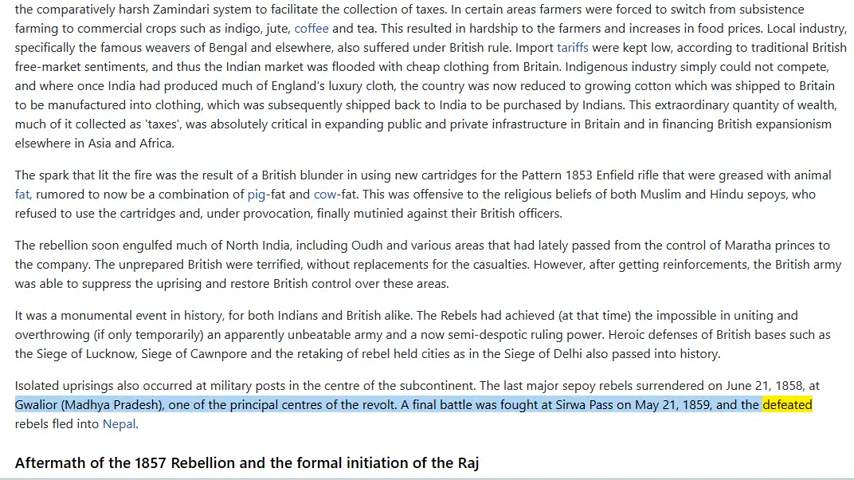 the comparatively harsh Zamindari system to facilitate the collection of taxes. In certain areas farmers were forced to switch from subsistence
farming to commercial crops such as indigo, jute, coffee and tea. This resulted in hardship to the farmers and increases in food prices. Local industry,
specifically the famous weavers of Bengal and elsewhere, also suffered under British rule. Import tariffs were kept low, according to traditional British
free-market sentiments, and thus the Indian market was flooded with cheap clothing from Britain. Indigenous industry simply could not compete,
and where once India had produced much of England's luxury cloth, the country was now reduced to growing cotton which was shipped to Britain
to be manufactured into clothing, which was subsequently shipped back to India to be purchased by Indians. This extraordinary quantity of wealth,
much of it collected as 'taxes', was absolutely critical in expanding public and private infrastructure in Britain and in financing British expansionism
elsewhere in Asia and Africa.
The spark that lit the fire was the result of a British blunder in using new cartridges for the Pattern 1853 Enfield rifle that were greased with animal
fat, rumored to now be a combination of pig-fat and cow-fat. This was offensive to the religious beliefs of both Muslim and Hindu sepoys, who
refused to use the cartridges and, under provocation, finally mutinied against their British officers.
The rebellion soon engulfed much of North India, including Oudh and various areas that had lately passed from the control of Maratha princes to
the company. The unprepared British were terrified, without replacements for the casualties. However, after getting reinforcements, the British army
was able to suppress the uprising and restore British control over these areas.
It was a monumental event in history, for both Indians and British alike. The Rebels had achieved (at that time) the impossible in uniting and
overthrowing (if only temporarily) an apparently unbeatable army and a now semi-despotic ruling power. Heroic defenses of British bases such as
the Siege of Lucknow, Siege of Cawnpore and the retaking of rebel held cities as in the Siege of Delhi also passed into history.
Isolated uprisings also occurred at military posts in the centre of the subcontinent. The last major sepoy rebels surrendered on June 21, 1858, at
Gwalior (Madhya Pradesh), one of the principal centres of the revolt. A final battle was fought at Sirwa Pass on May 21, 1859, and the defeated
rebels fled into Nepal.
Aftermath of the 1857 Rebellion and the formal initiation of the Raj